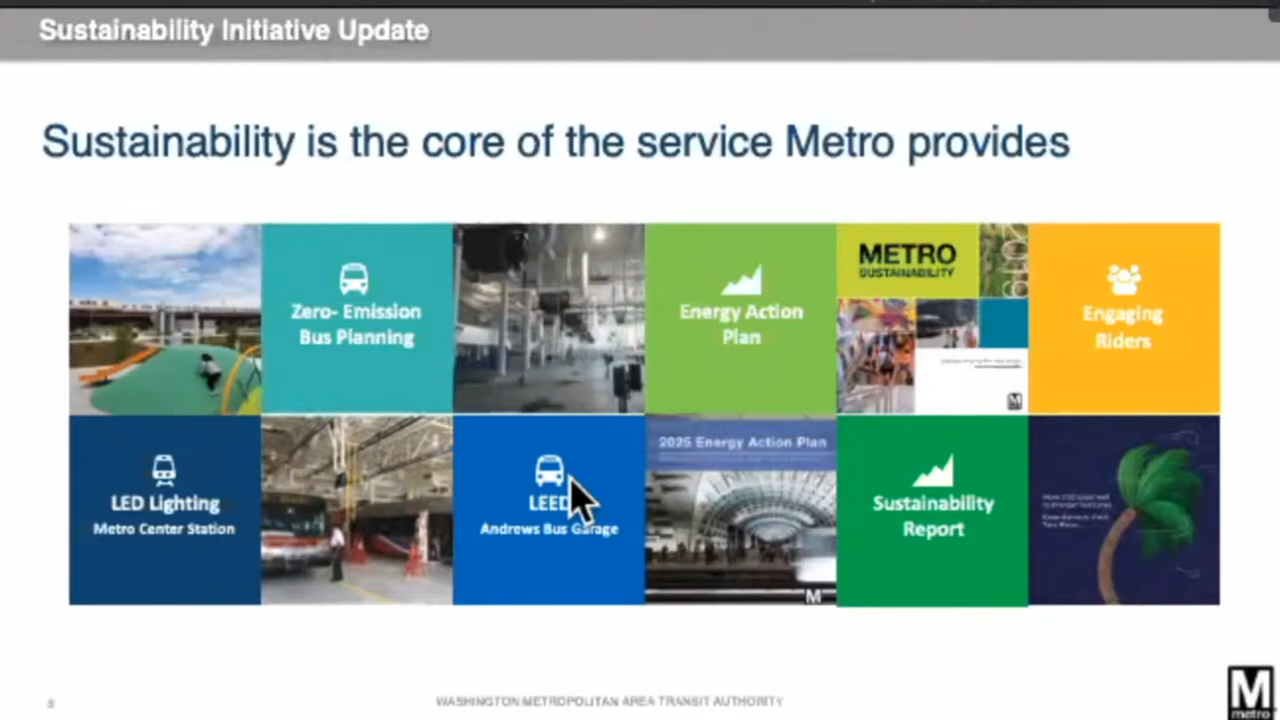 Sustainability Initiative Update
Sustainability is the core of the service Metro provides
Zero- Emission
Bus Planning
Energy Action
Plan
METRO
SUSTAINABILITY
Engaging
Riders
M
LED Lighting
Metro Center Station
LEED
Andrews Bus Garage
2025 Energy Action Plan
M
Sustainability
Report
WASHINGTON METROPOLITAN AREA TRANSIT AUTHORITY
M
metro